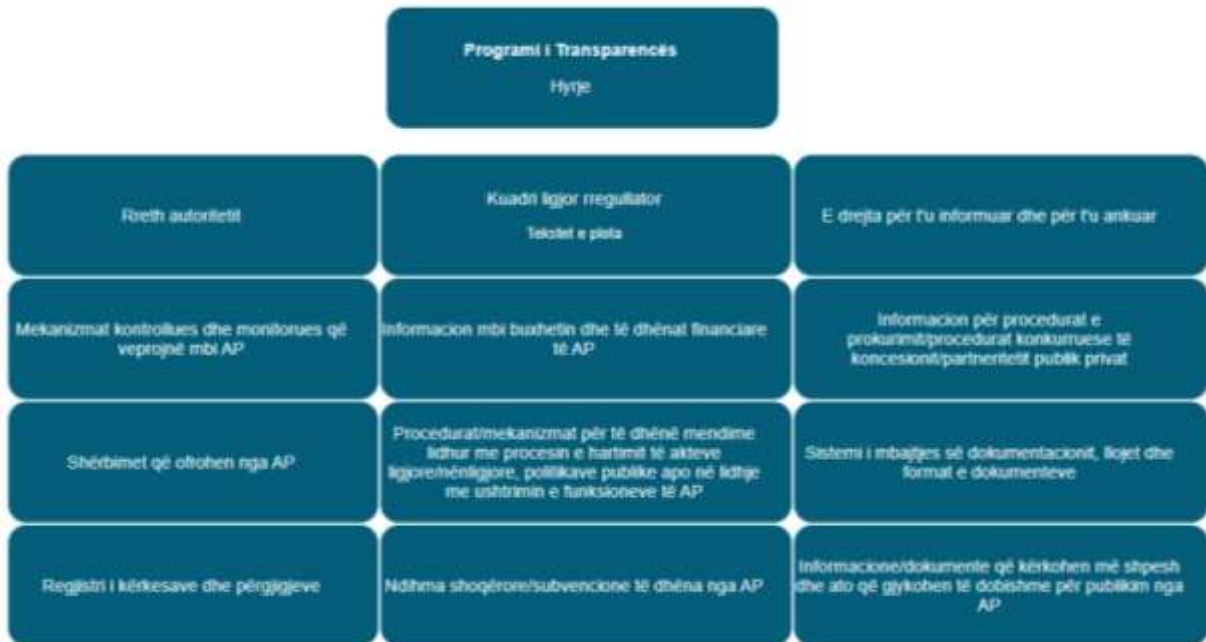 Programi i Transparencës
Hyrje
Rreth autoritetit
Kuadri ligjor rregullator
Tekstet e plota
E drejta për t'u informuar dhe për t'u ankuar
Mekanizmat kontrollues dhe monitorues që
veprojnë mbi AP
Informacion mbi buxhetin dhe të dhënat financiare
të AP
Informacion për procedurat e
prokurimit/procedurat konkurruese të
koncesionit/partneritetit publik privat
Shërbimet që ofrohen nga AP
Procedurat/mekanizmat për të dhënë mendime
lidhur me procesin e hartimit të akteve
ligjore/nënligjore, politikave publike apo në lidhje
me ushtrimin e funksioneve të AP
Sistemi i mbajtjes së dokumentacionit, llojet dhe
format e dokumenteve
Regjistri i kërkesave dhe përgjigjeve
Ndihma shoqërore/subvencione të dhëna nga AP
Informacione/dokumente që kërkohen më shpesh
dhe ato që gjykohen të dobishme për publikim nga
AP